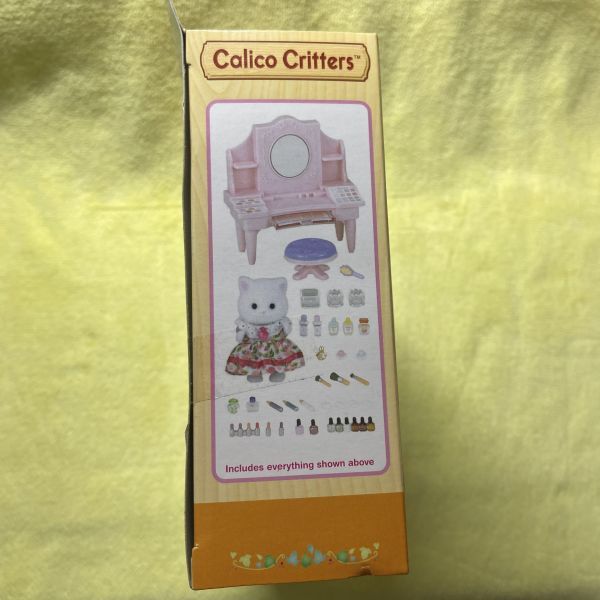 Calico Critters™
Includes everything shown above